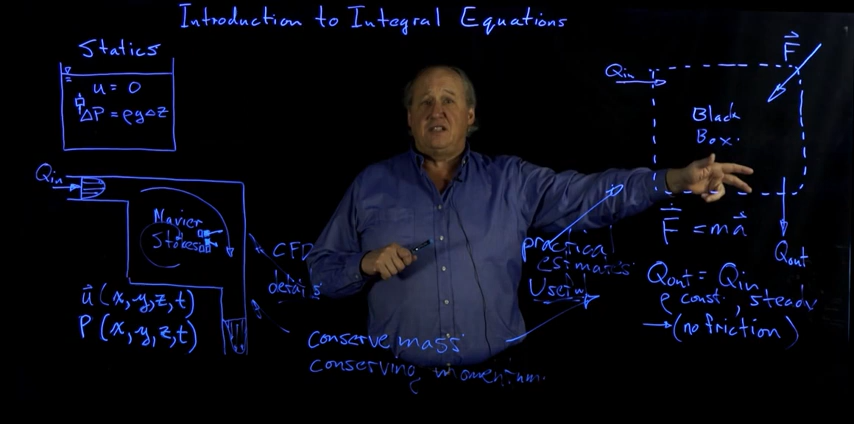 Introduction to Integral Equations
Statics
u = 0
ΔP = ρgΔz
Qin
Navier
Stokes
u⃗(x,y,z,t)
P(x,y,z,t)
CFD
details
conserve mass
conserving momentum.
practical
estimates
F⃗
Qin
Black
Box.
F⃗ = ma⃗
Qout
Qout = Qin
ρ const., steady
→(no friction)